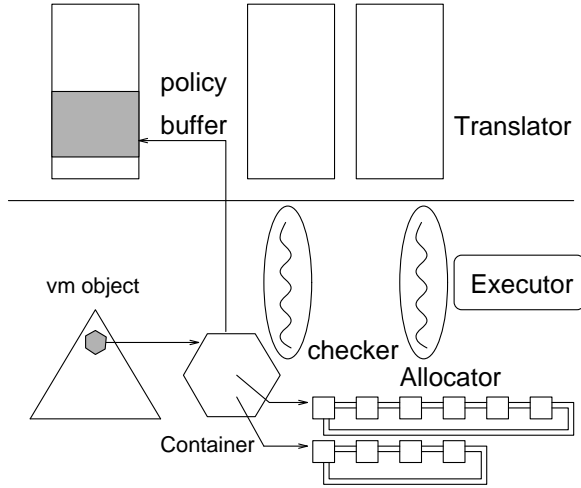 policy
buffer
Translator
vm object
Executor
checker
Allocator
Container